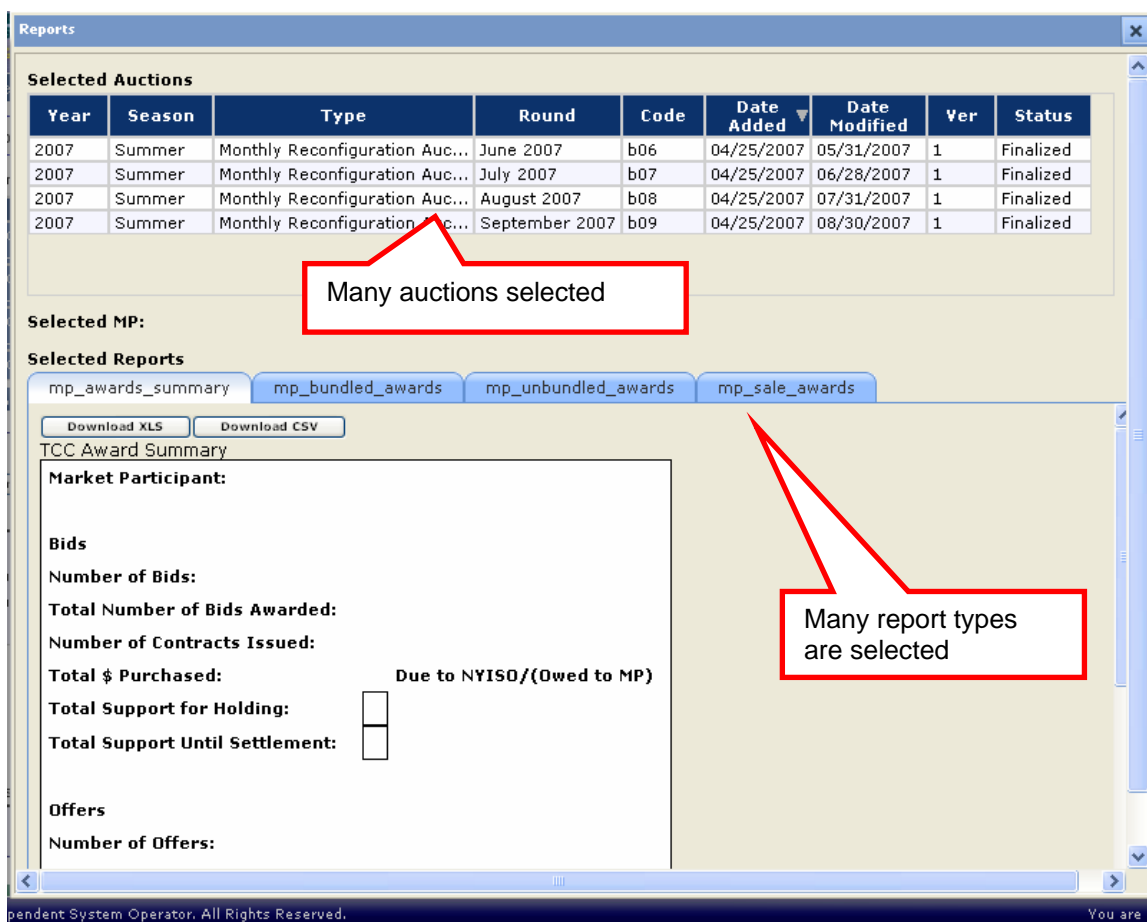 Reports
Selected Auctions
Year Season Type Round Code Date Added Date Modified Ver Status
2007 Summer Monthly Reconfiguration Auc... June 2007 b06 04/25/2007 05/31/2007 1 Finalized
2007 Summer Monthly Reconfiguration Auc... July 2007 b07 04/25/2007 06/28/2007 1 Finalized
2007 Summer Monthly Reconfiguration Auc... August 2007 b08 04/25/2007 07/31/2007 1 Finalized
2007 Summer Monthly Reconfiguration Auc... September 2007 b09 04/25/2007 08/30/2007 1 Finalized
Many auctions selected
Selected MP:
Selected Reports
mp_awards_summary mp_bundled_awards mp_unbundled_awards mp_sale_awards
Download XLS Download CSV
TCC Award Summary
Market Participant:
Bids
Number of Bids:
Total Number of Bids Awarded:
Number of Contracts Issued:
Total $ Purchased: Due to NYISO/(Owed to MP)
Total Support for Holding:
Total Support Until Settlement:
Many report types
are selected
Offers
Number of Offers:
pendent System Operator. All Rights Reserved. You are